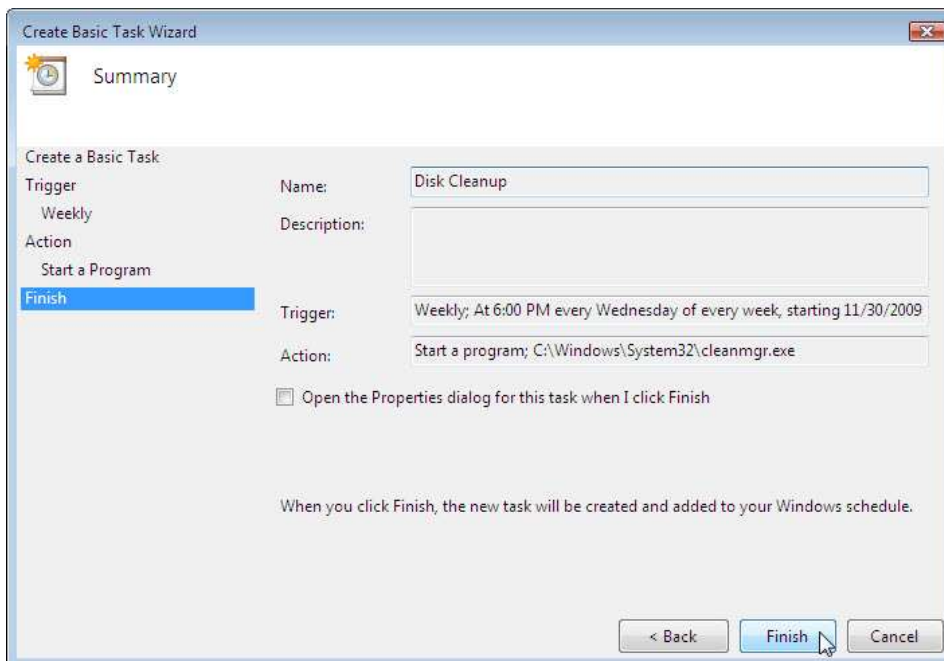 Create Basic Task Wizard
Summary
Create a Basic Task
Trigger
Weekly
Action
Start a Program
Finish
Name: Disk Cleanup
Description:
Trigger: Weekly; At 6:00 PM every Wednesday of every week, starting 11/30/2009
Action: Start a program; C:\Windows\System32\cleanmgr.exe
Open the Properties dialog for this task when I click Finish
When you click Finish, the new task will be created and added to your Windows schedule.
< Back Finish Cancel